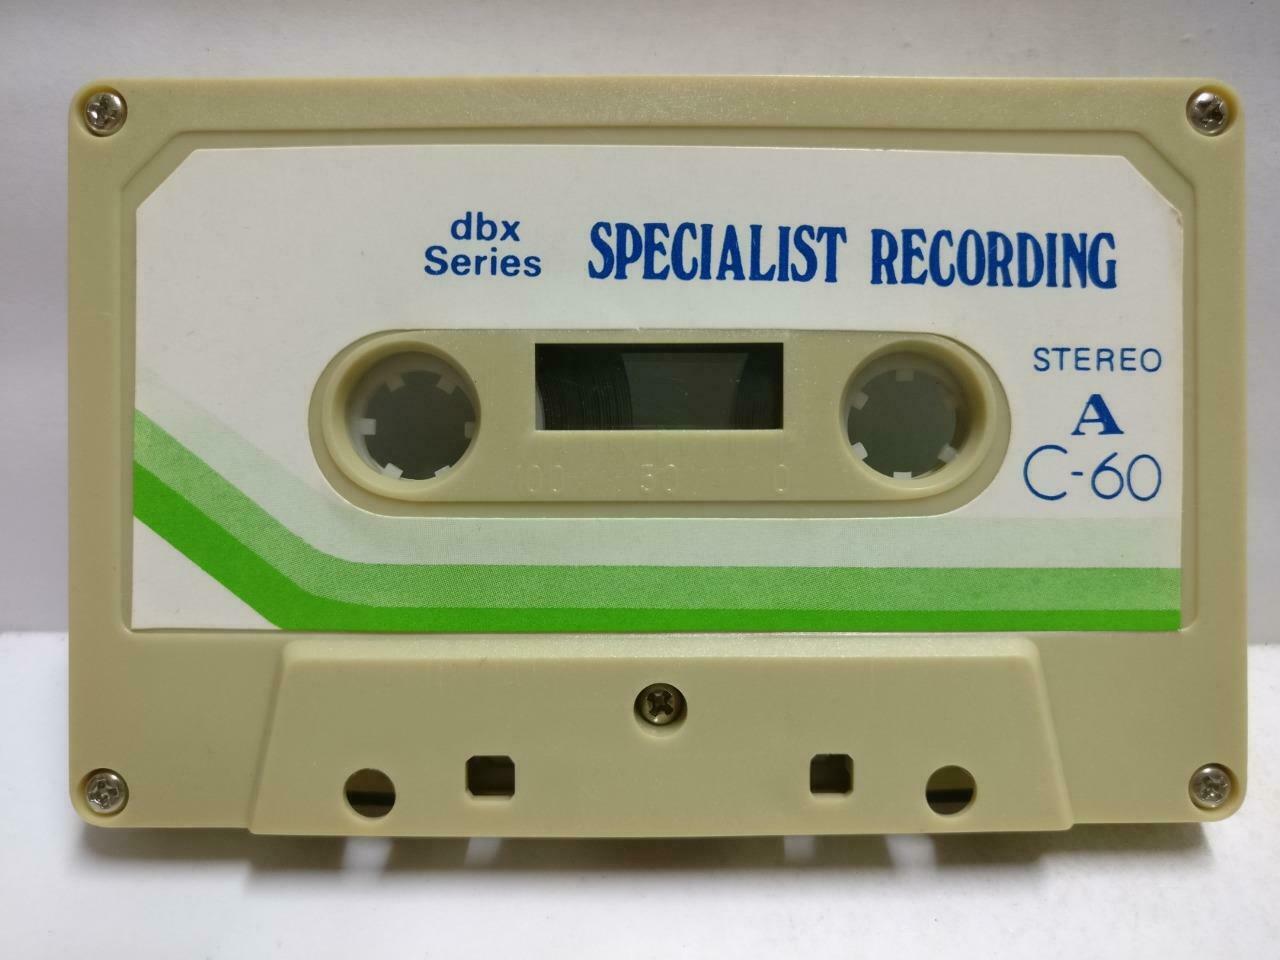 dbx
Series
SPECIALIST RECORDING
STEREO
A
C-60
100 50 0